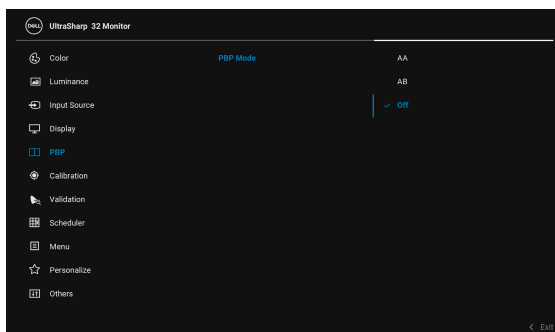 DELL UltraSharp 32 Monitor
Color PBP Mode AA
Luminance AB
Input Source Off
Display
PBP
Calibration
Validation
Scheduler
Menu
Personalize
Others
Exit